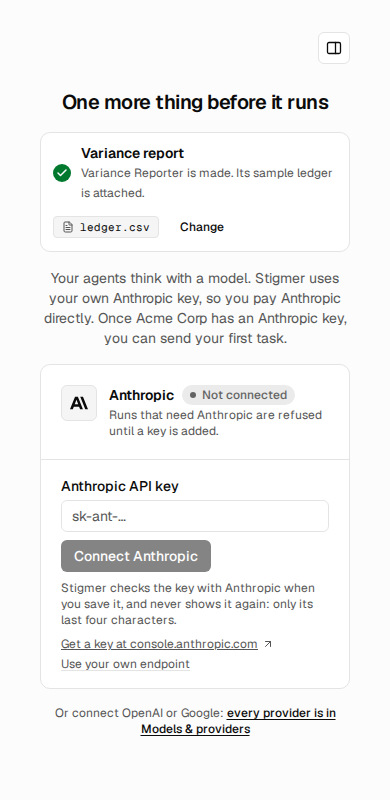 One more thing before it runs
Variance report
Variance Reporter is made. Its sample ledger
is attached.
ledger.csv
Change
Your agents think with a model. Stigmer uses
your own Anthropic key, so you pay Anthropic
directly. Once Acme Corp has an Anthropic key,
you can send your first task.
Anthropic
Not connected
Runs that need Anthropic are refused
until a key is added.
Anthropic API key
sk-ant-...
Connect Anthropic
Stigmer checks the key with Anthropic when
you save it, and never shows it again: only its
last four characters.
Get a key at console.anthropic.com
Use your own endpoint
Or connect OpenAI or Google: every provider is in
Models & providers